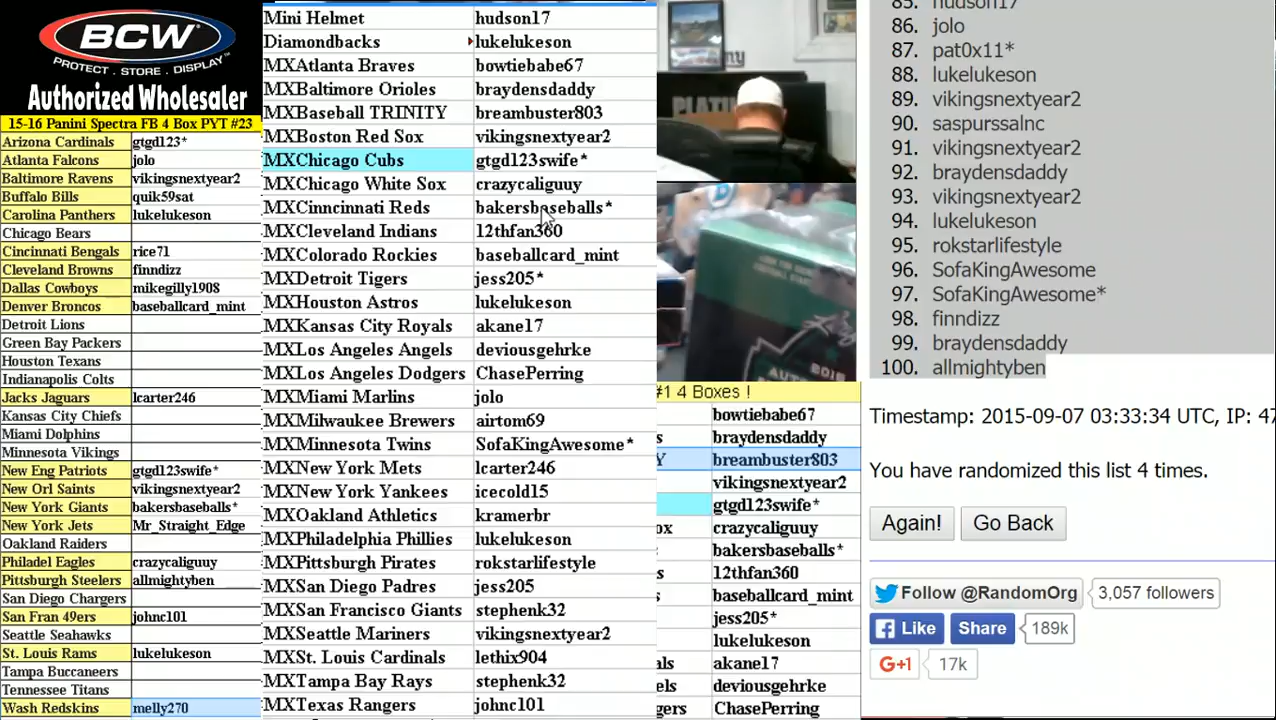 BCW
PROTECT . STORE . DISPLAY.
Authorized Wholesaler
15-16 Panini Spectra FB 4 Box PYT #23
Arizona Cardinals gtgd123*
Atlanta Falcons jolo
Baltimore Ravens vikingsnextyear2
Buffalo Bills quik59sat
Carolina Panthers lukelukeson
Chicago Bears
Cincinnati Bengals rice71
Cleveland Browns finndizz
Dallas Cowboys mikegilly1908
Denver Broncos baseballcard_mint
Detroit Lions
Green Bay Packers
Houston Texans
Indianapolis Colts
Jacks Jaguars lcarter246
Kansas City Chiefs
Miami Dolphins
Minnesota Vikings
New Eng Patriots gtgd123swife*
New Orl Saints vikingsnextyear2
New York Giants bakersbaseballs*
New York Jets Mr_Straight_Edge
Oakland Raiders
Philadel Eagles crazycaliguuy
Pittsburgh Steelers allmightyben
San Diego Chargers
San Fran 49ers johnc101
Seattle Seahawks
St. Louis Rams lukelukeson
Tampa Buccaneers
Tennessee Titans
Wash Redskins melly270
Mini Helmet hudson17
Diamondbacks lukelukeson
MXAtlanta Braves bowtiebabe67
MXBaltimore Orioles braydensdaddy
MXBaseball TRINITY breambuster803
MXBoston Red Sox vikingsnextyear2
MXChicago Cubs gtgd123swife*
MXChicago White Sox crazycaliguuy
MXCinncinnati Reds bakersbaseballs*
MXCleveland Indians 12thfan360
MXColorado Rockies baseballcard_mint
MXDetroit Tigers jess205*
MXHouston Astros lukelukeson
MXKansas City Royals akane17
MXLos Angeles Angels deviousgehrke
MXLos Angeles Dodgers ChasePerring
MXMiami Marlins jolo
MXMilwaukee Brewers airtom69
MXMinnesota Twins SofaKingAwesome*
MXNew York Mets lcarter246
MXNew York Yankees icecold15
MXOakland Athletics kramerbr
MXPhiladelphia Phillies lukelukeson
MXPittsburgh Pirates rokstarlifestyle
MXSan Diego Padres jess205
MXSan Francisco Giants stephenk32
MXSeattle Mariners vikingsnextyear2
MXSt. Louis Cardinals lethix904
MXTampa Bay Rays stephenk32
MXTexas Rangers johnc101
#1 4 Boxes !
bowtiebabe67
s braydensdaddy
Y breambuster803
vikingsnextyear2
gtgd123swife*
ox crazycaliguuy
bakersbaseballs*
s 12thfan360
s baseballcard_mint
jess205*
lukelukeson
als akane17
els deviousgehrke
gers ChasePerring
85. hudson17
86. jolo
87. pat0x11*
88. lukelukeson
89. vikingsnextyear2
90. saspurssalnc
91. vikingsnextyear2
92. braydensdaddy
93. vikingsnextyear2
94. lukelukeson
95. rokstarlifestyle
96. SofaKingAwesome
97. SofaKingAwesome*
98. finndizz
99. braydensdaddy
100. allmightyben
Timestamp: 2015-09-07 03:33:34 UTC, IP: 47
You have randomized this list 4 times.
Again! Go Back
Follow @RandomOrg 3,057 followers
Like Share 189k
G+1 17k